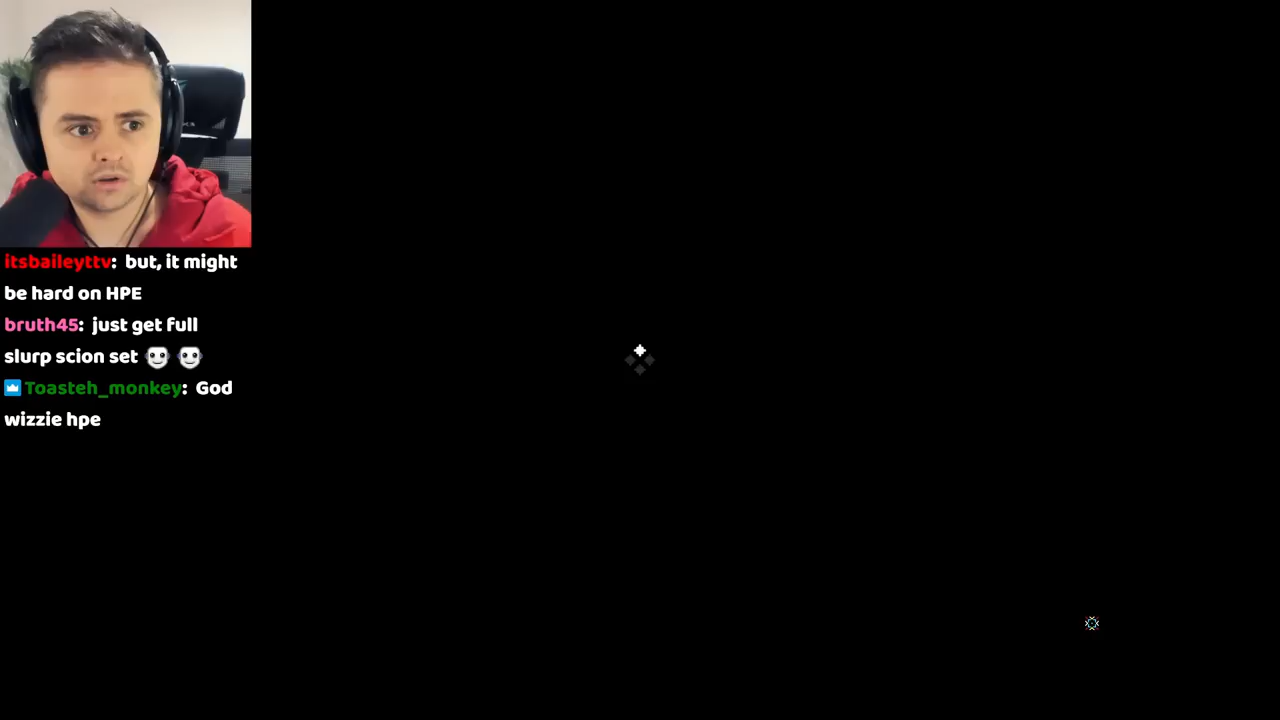 itsbaileyttv: but, it might
be hard on HPE
bruth45: just get full
slurp scion set
Toasteh_monkey: God
wizzie hpe